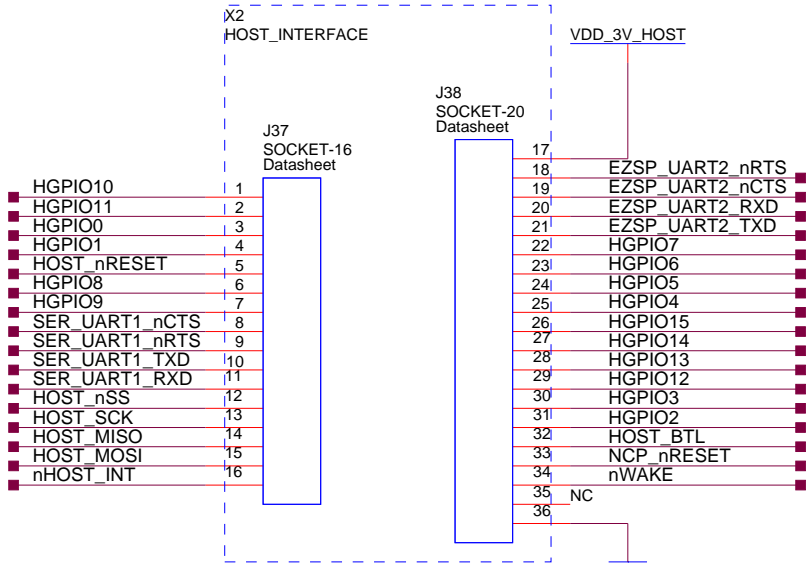 X2
HOST_INTERFACE
VDD_3V_HOST
J37
SOCKET-16
Datasheet
J38
SOCKET-20
Datasheet
HGPIO10 1
HGPIO11 2
HGPIO0 3
HGPIO1 4
HOST_nRESET 5
HGPIO8 6
HGPIO9 7
SER_UART1_nCTS 8
SER_UART1_nRTS 9
SER_UART1_TXD 10
SER_UART1_RXD 11
HOST_nSS 12
HOST_SCK 13
HOST_MISO 14
HOST_MOSI 15
nHOST_INT 16
17
18 EZSP_UART2_nRTS
19 EZSP_UART2_nCTS
20 EZSP_UART2_RXD
21 EZSP_UART2_TXD
22 HGPIO7
23 HGPIO6
24 HGPIO5
25 HGPIO4
26 HGPIO15
27 HGPIO14
28 HGPIO13
29 HGPIO12
30 HGPIO3
31 HGPIO2
32 HOST_BTL
33 NCP_nRESET
34 nWAKE
35 NC
36